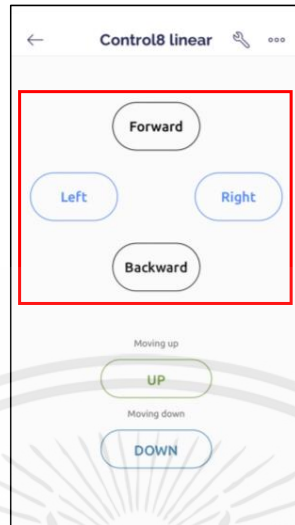 Control8 linear
Forward
Left Right
Backward
Moving up
UP
Moving down
DOWN